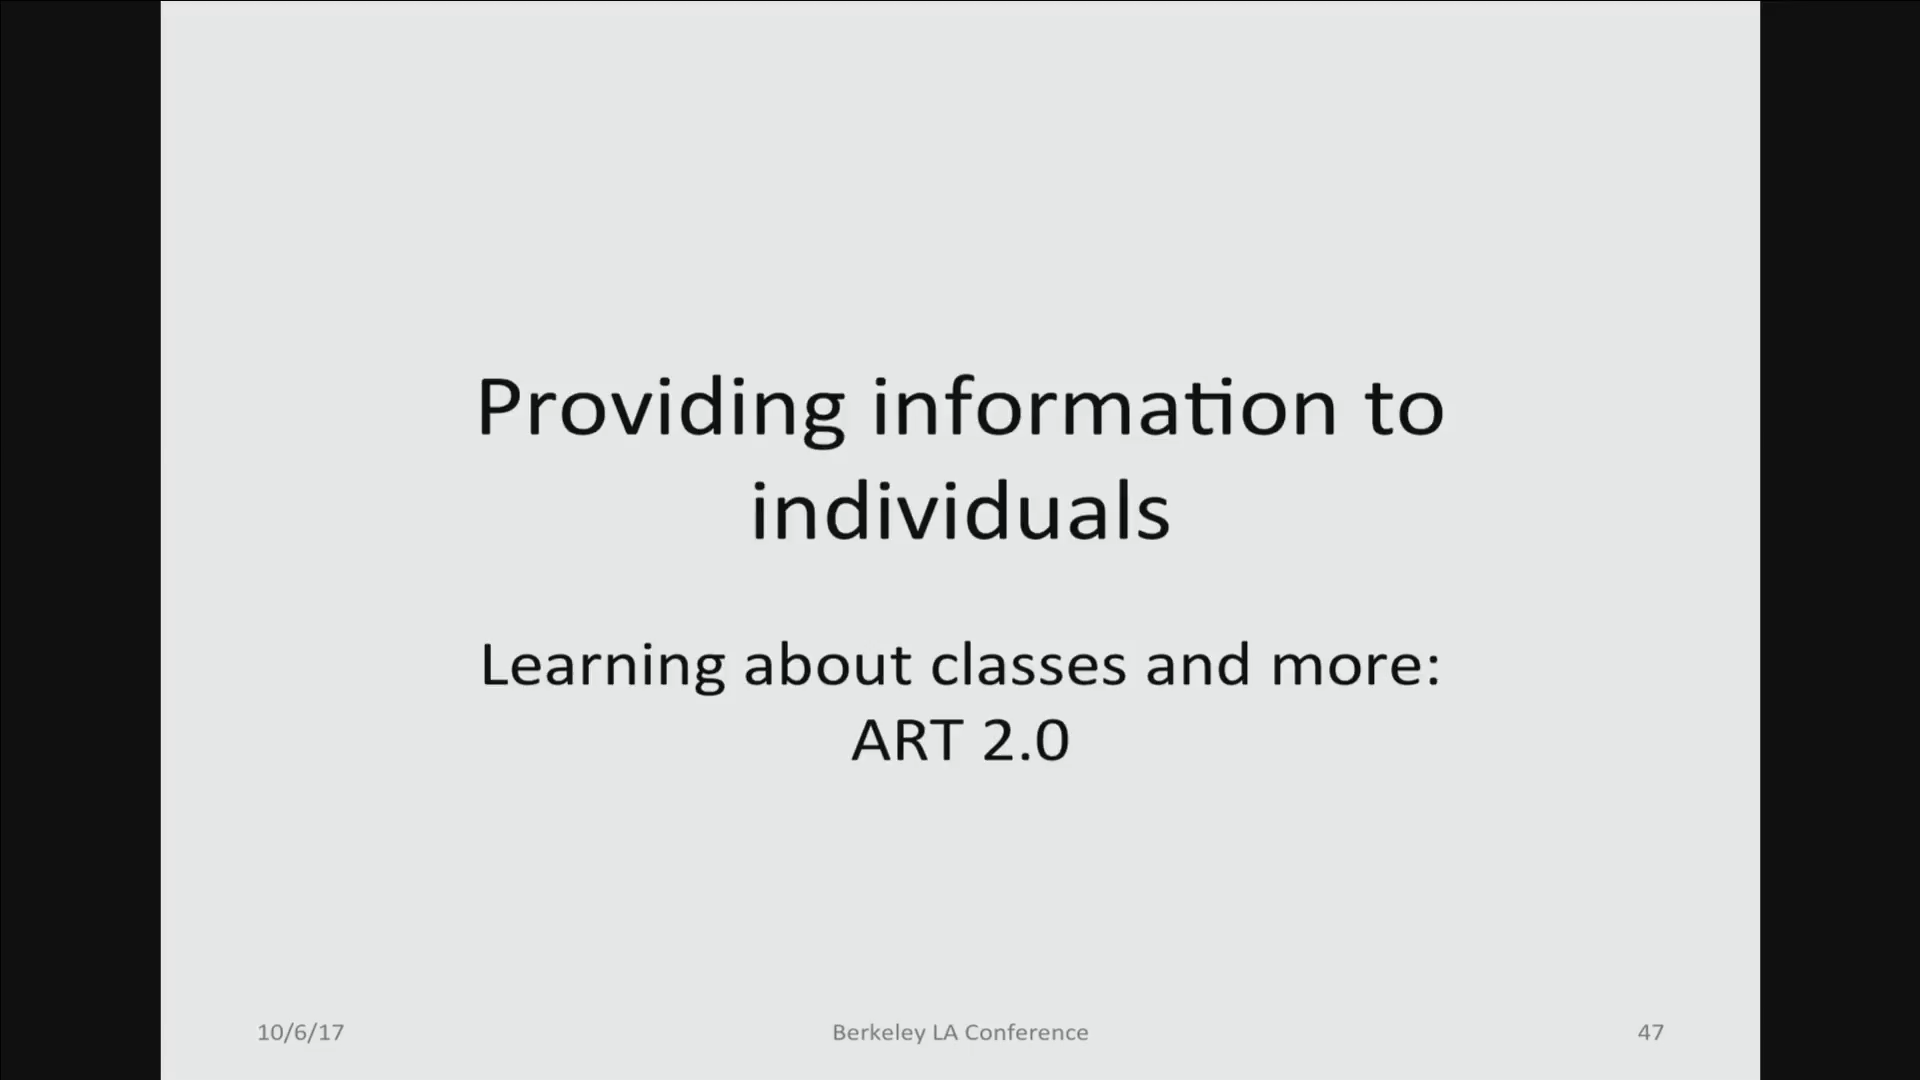 Providing information to
individuals
Learning about classes and more:
ART 2.0
10/6/17
Berkeley LA Conference
47